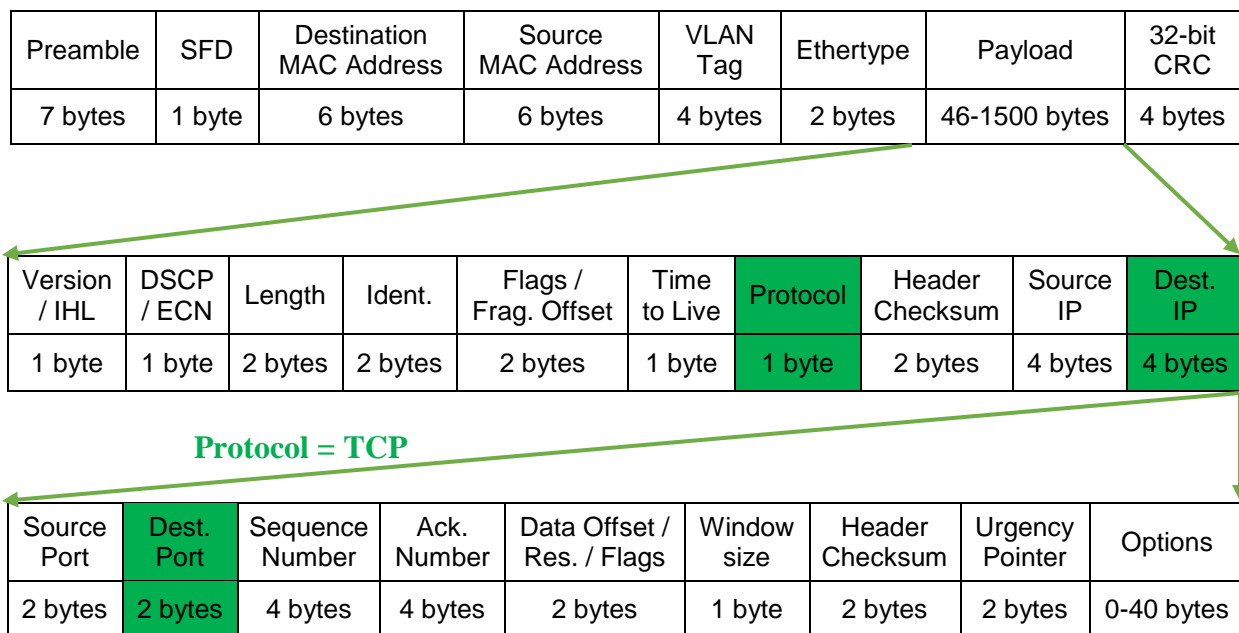 Preamble SFD Destination MAC Address Source MAC Address VLAN Tag Ethertype Payload 32-bit CRC
7 bytes 1 byte 6 bytes 6 bytes 4 bytes 2 bytes 46-1500 bytes 4 bytes
Version / IHL DSCP / ECN Length Ident. Flags / Frag. Offset Time to Live Protocol Header Checksum Source IP Dest. IP
1 byte 1 byte 2 bytes 2 bytes 2 bytes 1 byte 1 byte 2 bytes 4 bytes 4 bytes
Protocol = TCP
Source Port Dest. Port Sequence Number Ack. Number Data Offset / Res. / Flags Window size Header Checksum Urgency Pointer Options
2 bytes 2 bytes 4 bytes 4 bytes 2 bytes 1 byte 2 bytes 2 bytes 0-40 bytes